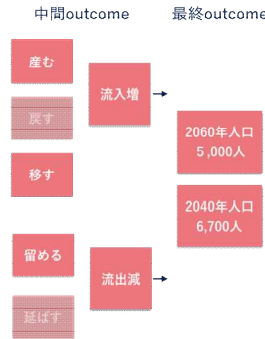 中間outcome
最終outcome
産む
戻す
移す
流入増
2060年人口
5,000人
2040年人口
6,700人
留める
延ばす
流出減